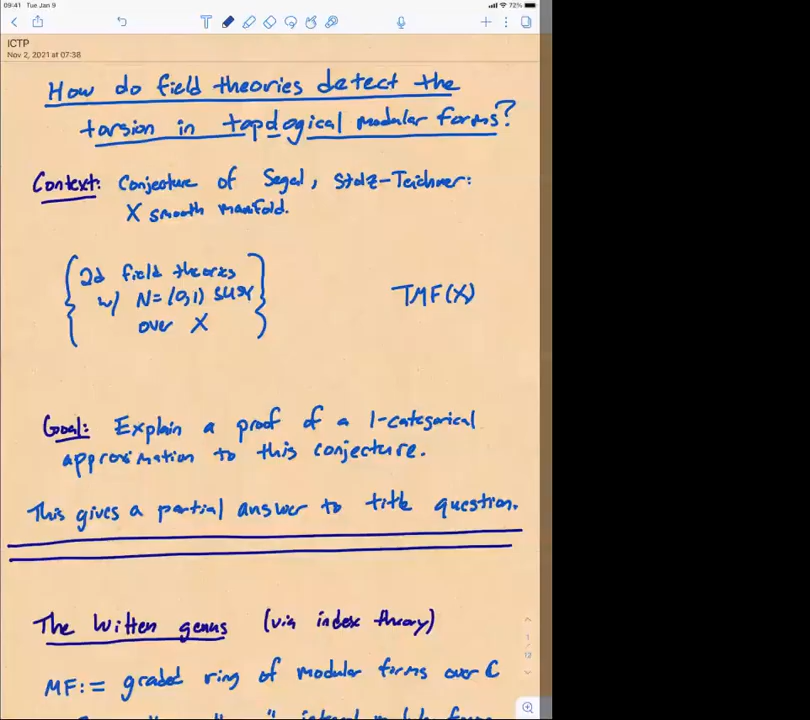 09:41 Tue Jan 9
72%
ICTP
Nov 2, 2021 at 07:38
How do field theories detect the
torsion in topological modular forms?
Context: Conjecture of Segal, Stolz-Teichner:
X smooth manifold.
{ 2d field theories
w/ N=(0,1) SUSY
over X }
TMF(X)
Goal: Explain a proof of a 1-categorical
approximation to this conjecture.
This gives a partial answer to title question.
The Witten genus (via index theory)
MF := graded ring of modular forms over C
1
12